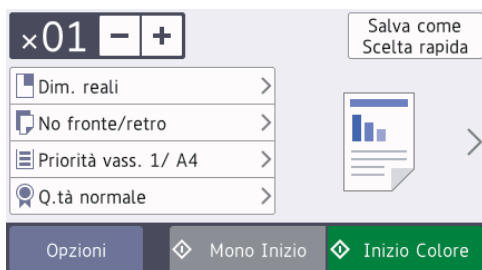 ×01 − +
Salva come
Scelta rapida
Dim. reali
No fronte/retro
Priorità vass. 1/ A4
Q.tà normale
Opzioni
Mono Inizio
Inizio Colore